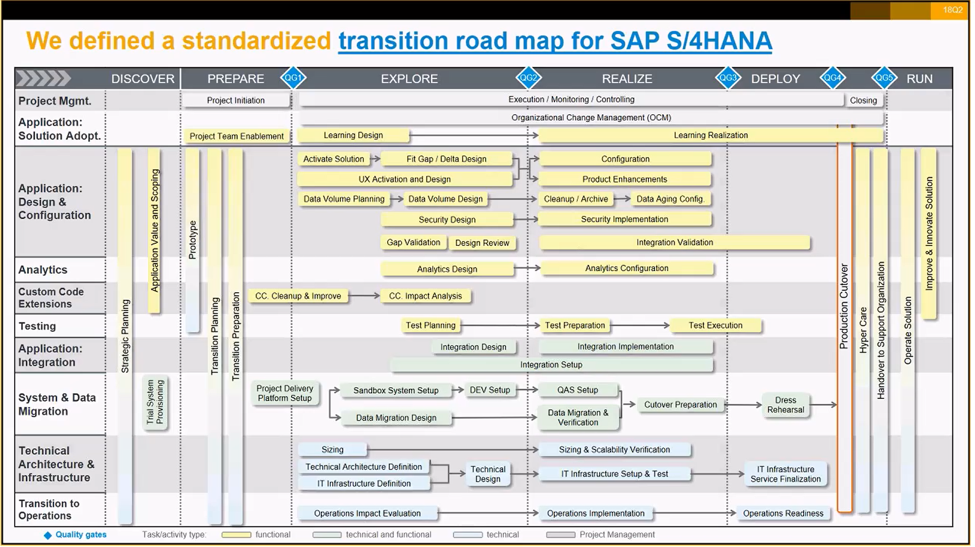 18Q2
We defined a standardized transition road map for SAP S/4HANA
DISCOVER PREPARE QG1 EXPLORE QG2 REALIZE QG3 DEPLOY QG4 QG5 RUN
Project Mgmt.
Project Initiation
Execution / Monitoring / Controlling
Closing
Application:
Solution Adopt.
Organizational Change Management (OCM)
Project Team Enablement
Learning Design
Learning Realization
Application:
Design &
Configuration
Activate Solution
Fit Gap / Delta Design
Configuration
UX Activation and Design
Product Enhancements
Data Volume Planning
Data Volume Design
Cleanup / Archive
Data Aging Config.
Security Design
Security Implementation
Gap Validation
Design Review
Integration Validation
Analytics
Analytics Design
Analytics Configuration
Custom Code
Extensions
CC. Cleanup & Improve
CC. Impact Analysis
Testing
Test Planning
Test Preparation
Test Execution
Application:
Integration
Integration Design
Integration Implementation
Integration Setup
System & Data
Migration
Project Delivery
Platform Setup
Sandbox System Setup
DEV Setup
QAS Setup
Data Migration Design
Data Migration &
Verification
Cutover Preparation
Dress
Rehearsal
Technical
Architecture &
Infrastructure
Sizing
Sizing & Scalability Verification
Technical Architecture Definition
IT Infrastructure Definition
Technical
Design
IT Infrastructure Setup & Test
IT Infrastructure
Service Finalization
Transition to
Operations
Operations Impact Evaluation
Operations Implementation
Operations Readiness
Strategic Planning
Application Value and Scoping
Trial System
Provisioning
Prototype
Transition Planning
Transition Preparation
Production Cutover
Hyper Care
Handover to Support Organization
Operate Solution
Improve & Innovate Solution
Quality gates
Task/activity type:
functional
technical and functional
technical
Project Management